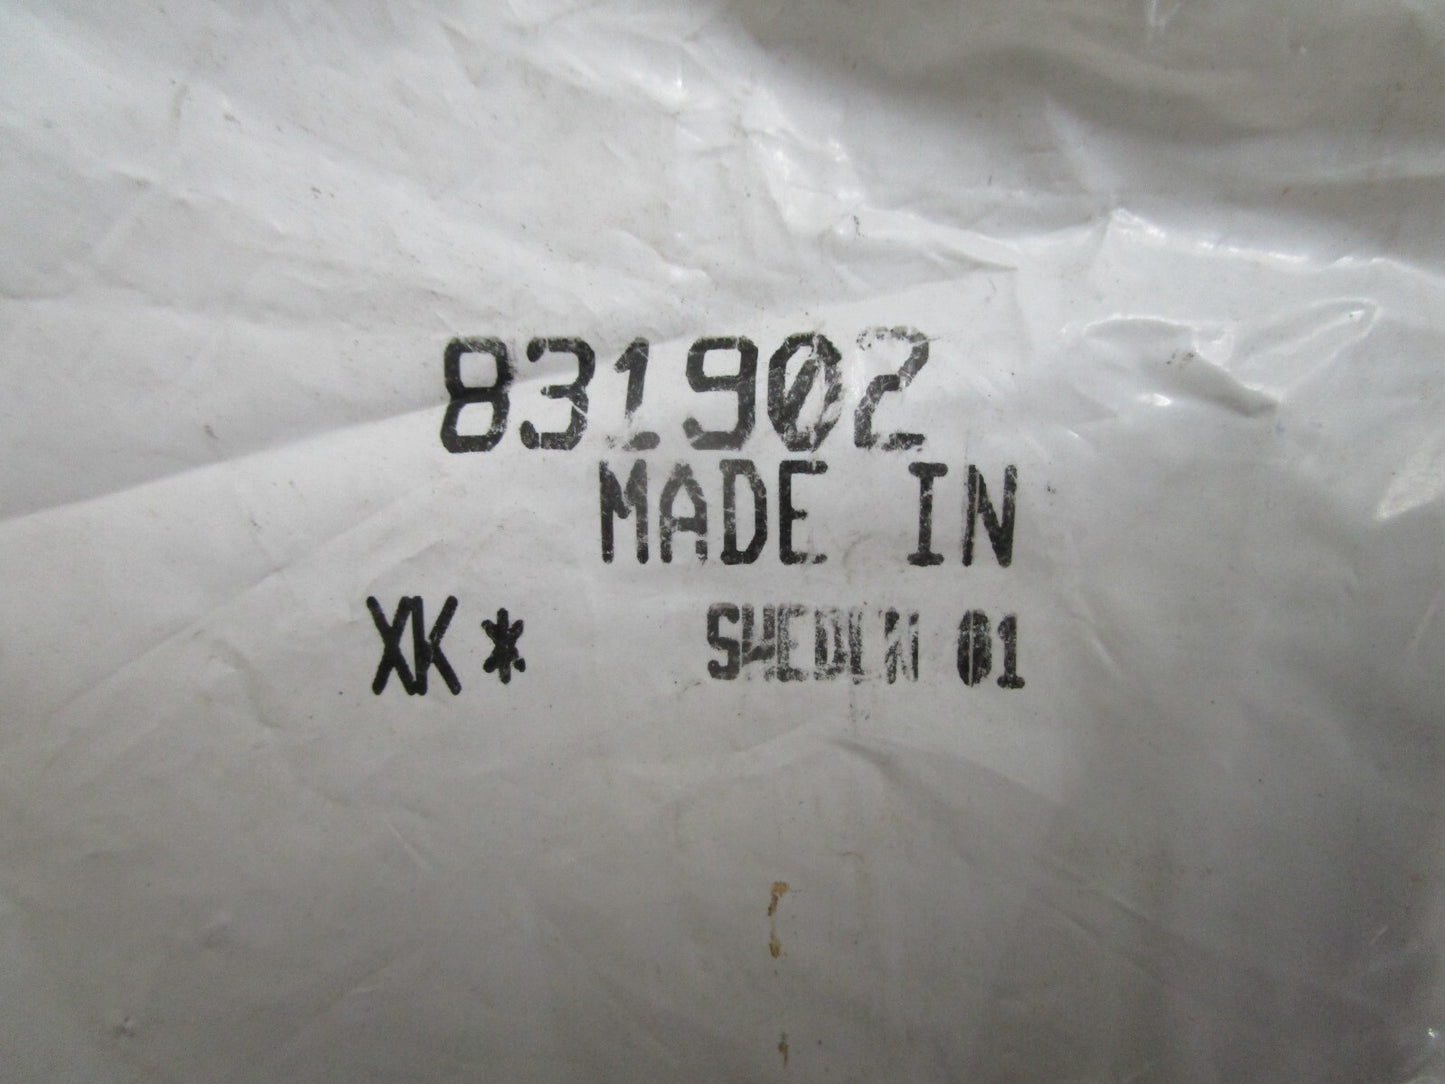 831902
MADE IN
XK* SWEDEN 01